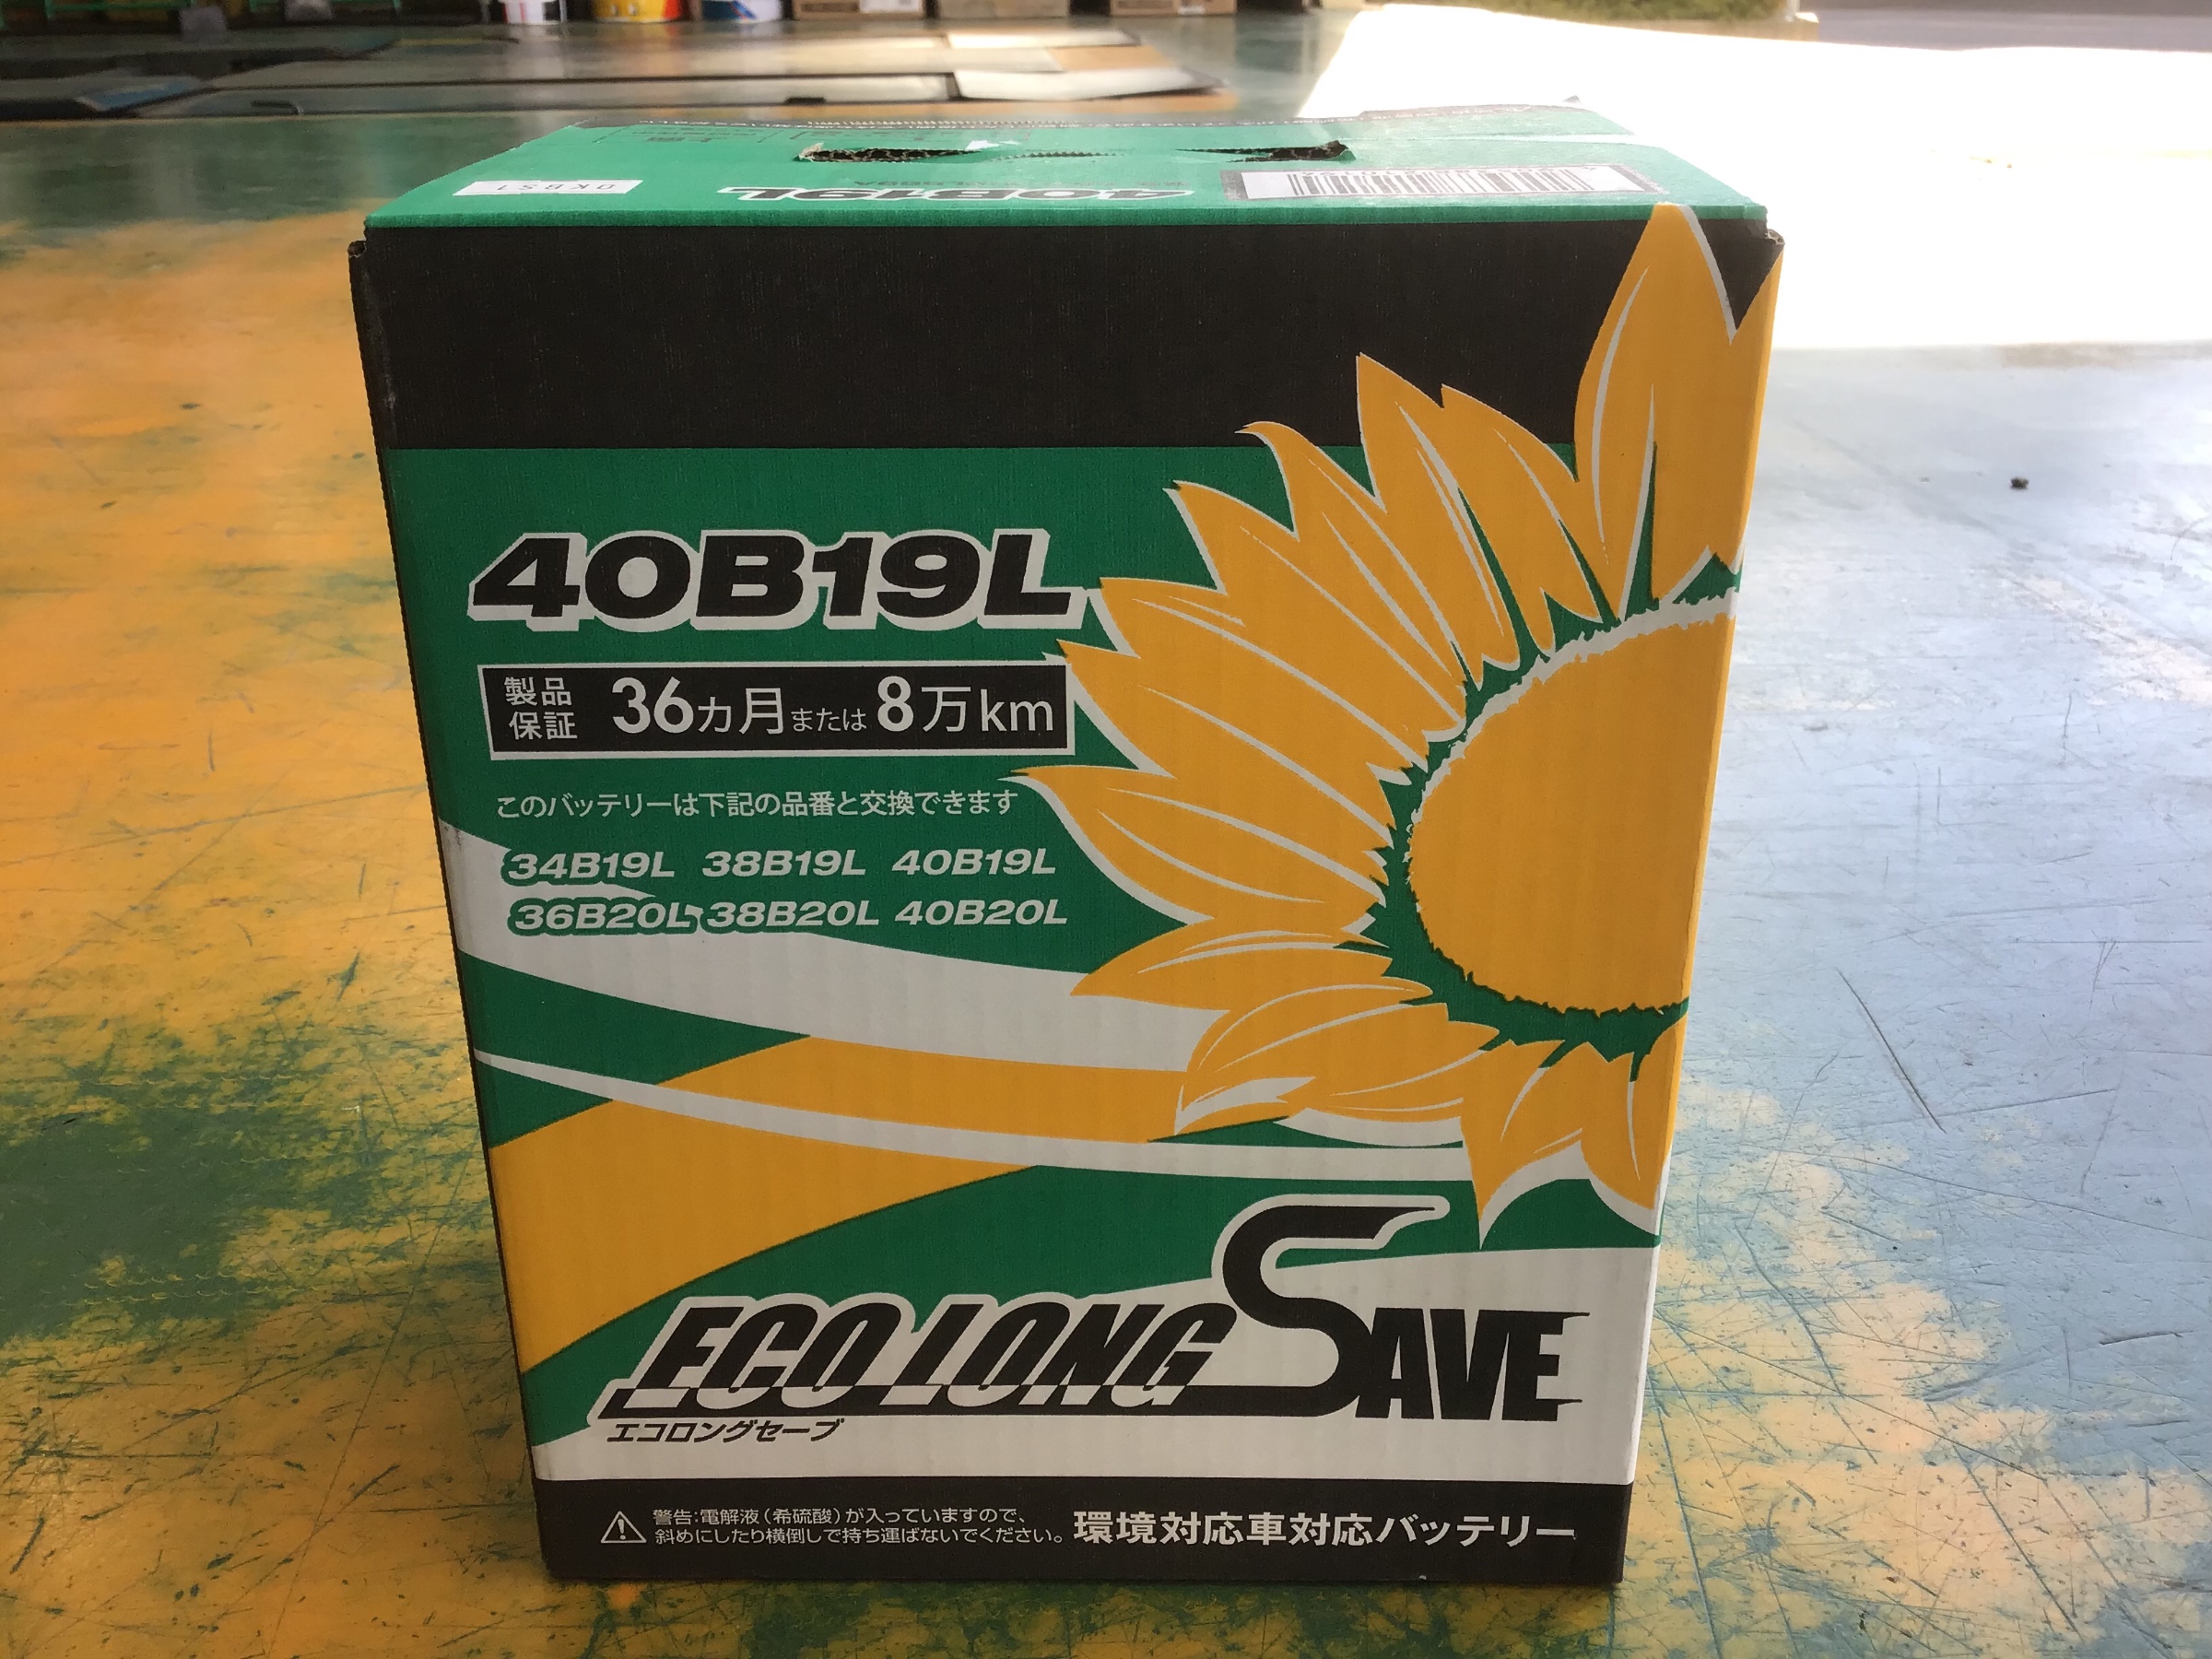 OKBS1
40B19L
40B19L
製品保証 36カ月または8万km
このバッテリーは下記の品番と交換できます
34B19L 38B19L 40B19L
36B20L 38B20L 40B20L
ECO LONG SAVE
エコロングセーブ
警告:電解液(希硫酸)が入っていますので、
斜めにしたり横倒しで持ち運ばないでください。
環境対応車対応バッテリー